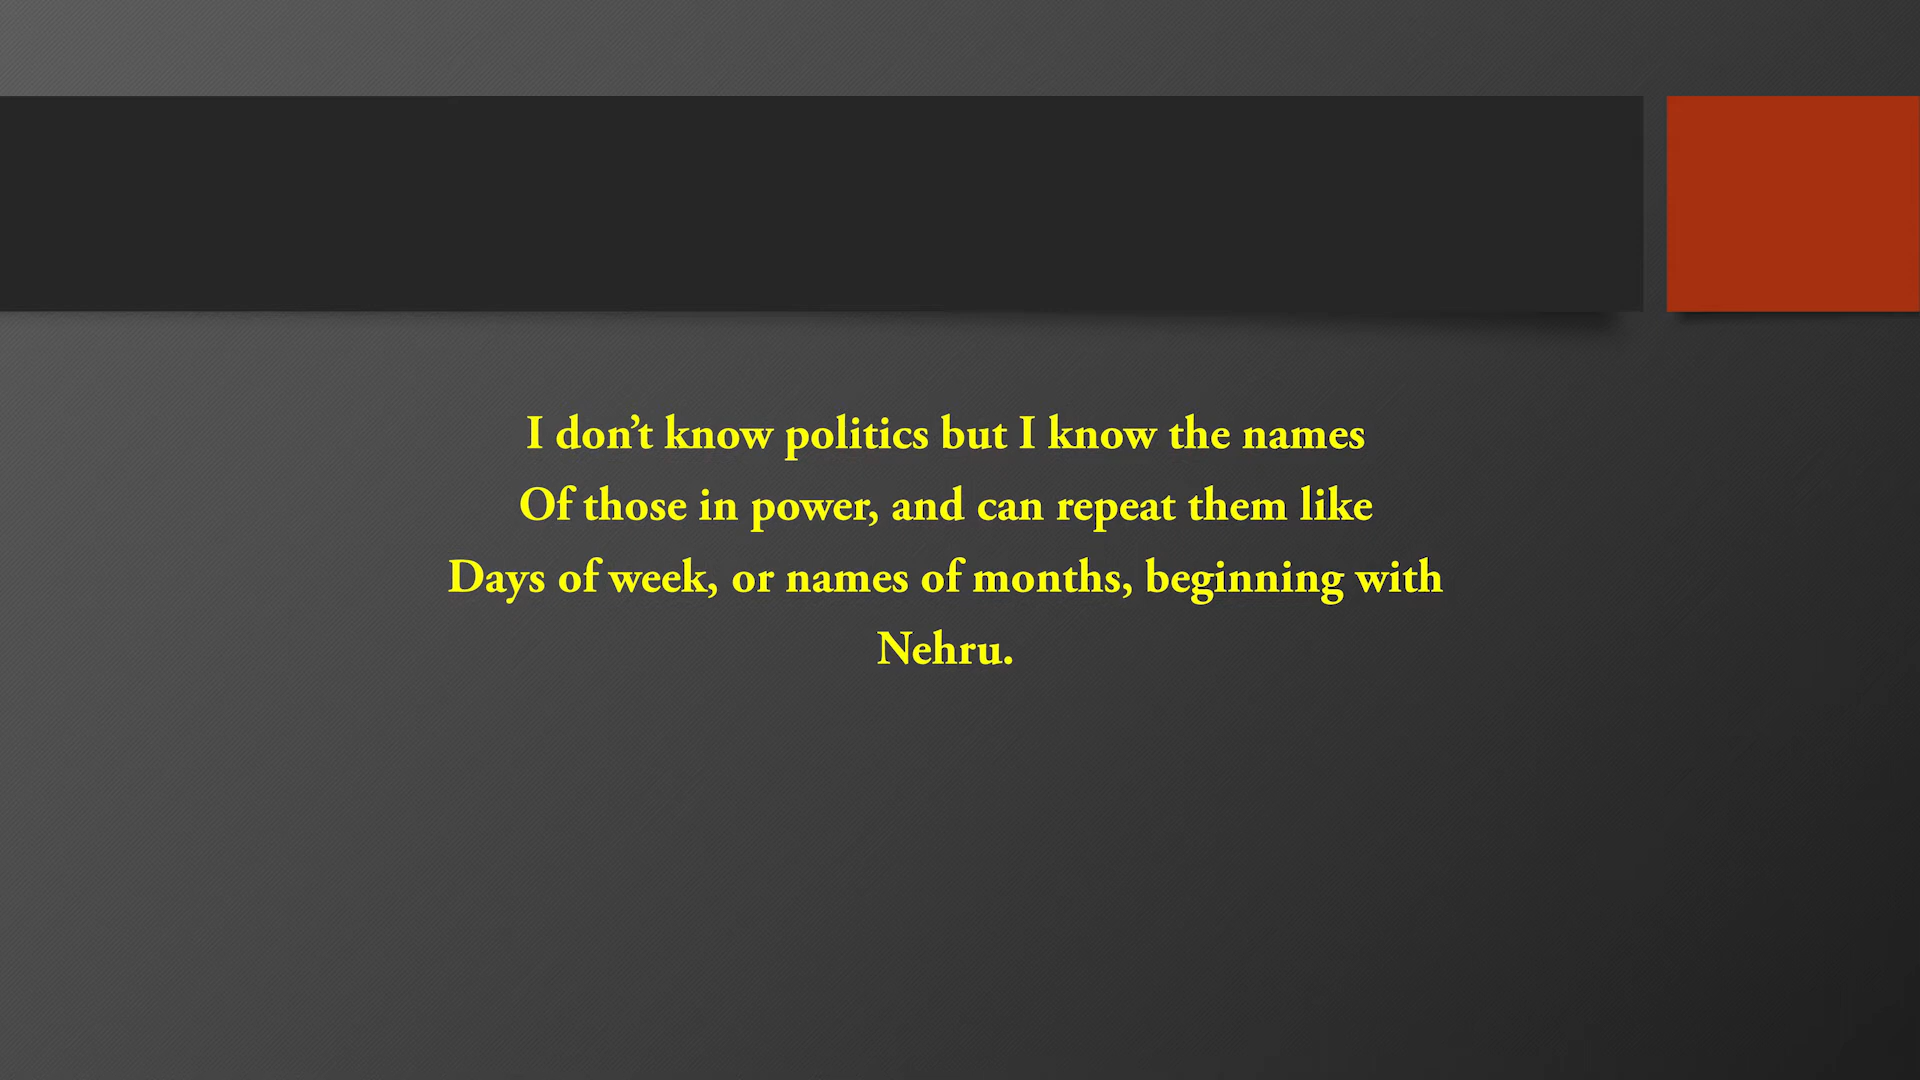 I don’t know politics but I know the names
Of those in power, and can repeat them like
Days of week, or names of months, beginning with
Nehru.